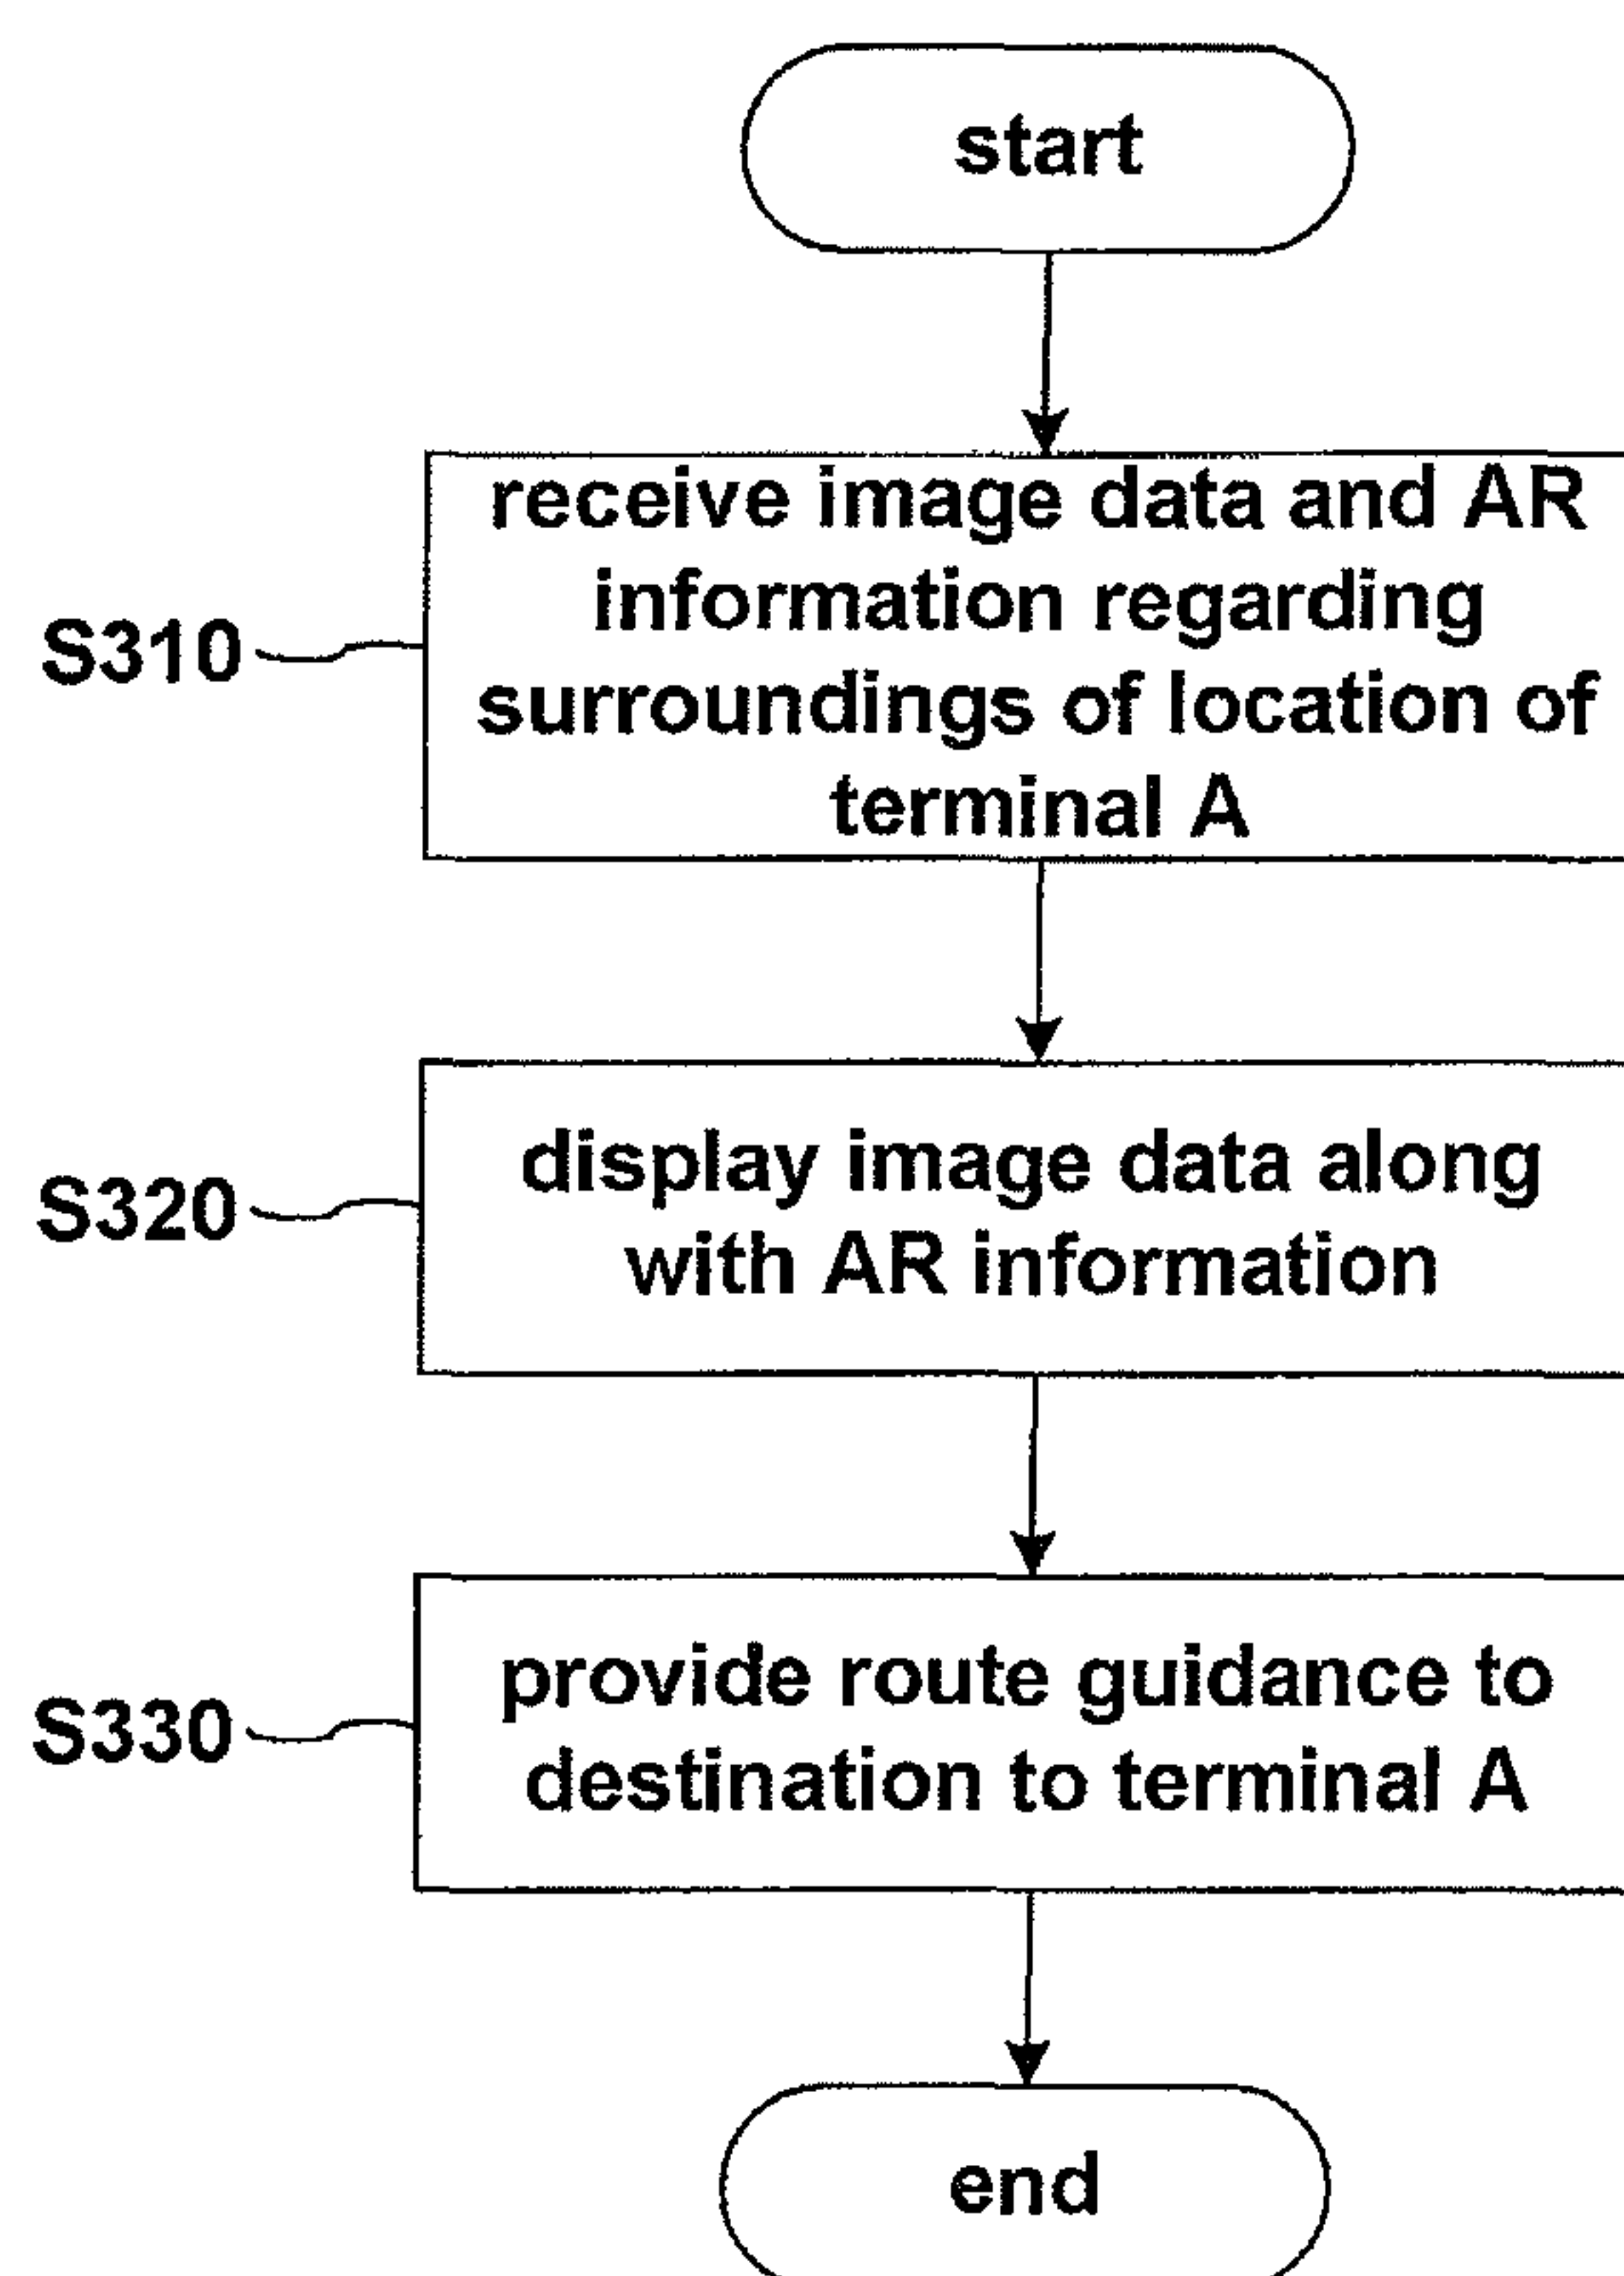 start
receive image data and AR
information regarding
surroundings of location of
terminal A
S310
display image data along
with AR information
S320
provide route guidance to
destination to terminal A
S330
end